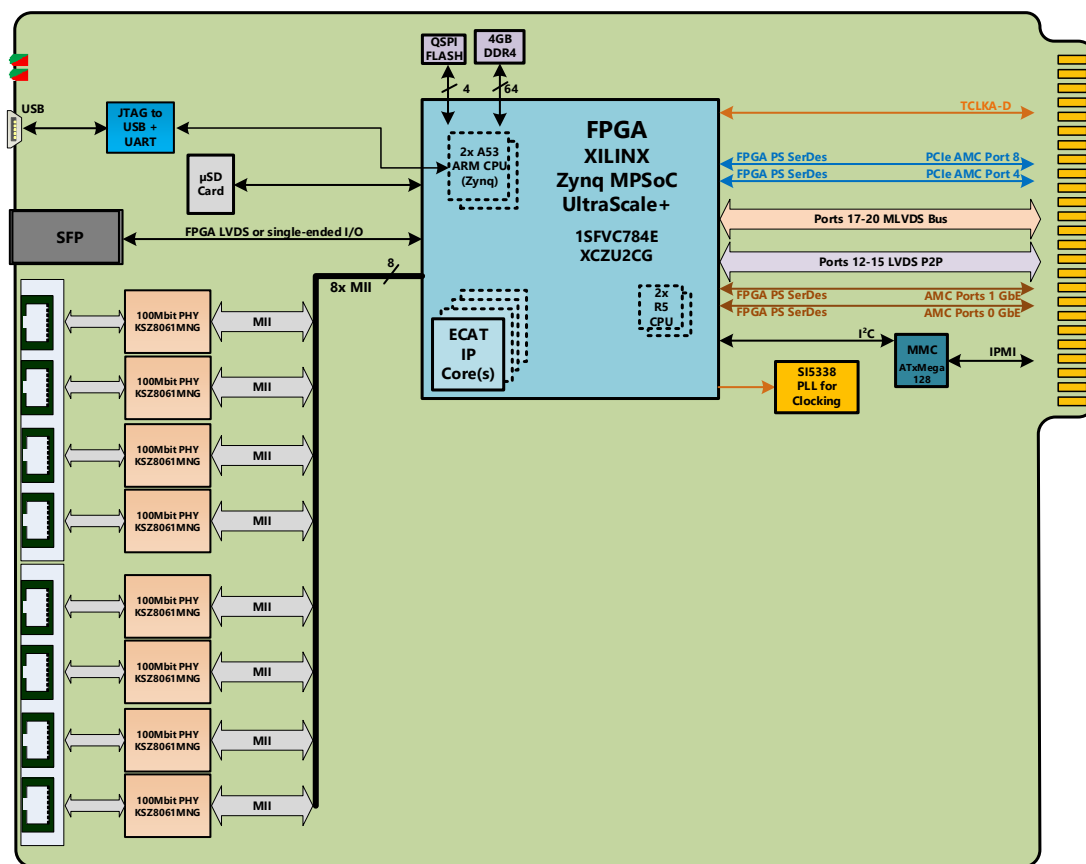 QSPI
FLASH
4GB
DDR4
4
64
USB
JTAG to
USB +
UART
µSD
Card
SFP
FPGA LVDS or single-ended I/O
2x A53
ARM CPU
(Zynq)
FPGA
XILINX
Zynq MPSoC
UltraScale+
1SFVC784E
XCZU2CG
ECAT
IP
Core(s)
2x
R5
CPU
TCLKA-D
FPGA PS SerDes PCIe AMC Port 8
FPGA PS SerDes PCIe AMC Port 4
Ports 17-20 MLVDS Bus
Ports 12-15 LVDS P2P
FPGA PS SerDes AMC Ports 1 GbE
FPGA PS SerDes AMC Ports 0 GbE
I²C
MMC
ATxMega
128
IPMI
SI5338
PLL for
Clocking
8
8x MII
100Mbit PHY
KSZ8061MNG
MII
100Mbit PHY
KSZ8061MNG
MII
100Mbit PHY
KSZ8061MNG
MII
100Mbit PHY
KSZ8061MNG
MII
100Mbit PHY
KSZ8061MNG
MII
100Mbit PHY
KSZ8061MNG
MII
100Mbit PHY
KSZ8061MNG
MII
100Mbit PHY
KSZ8061MNG
MII